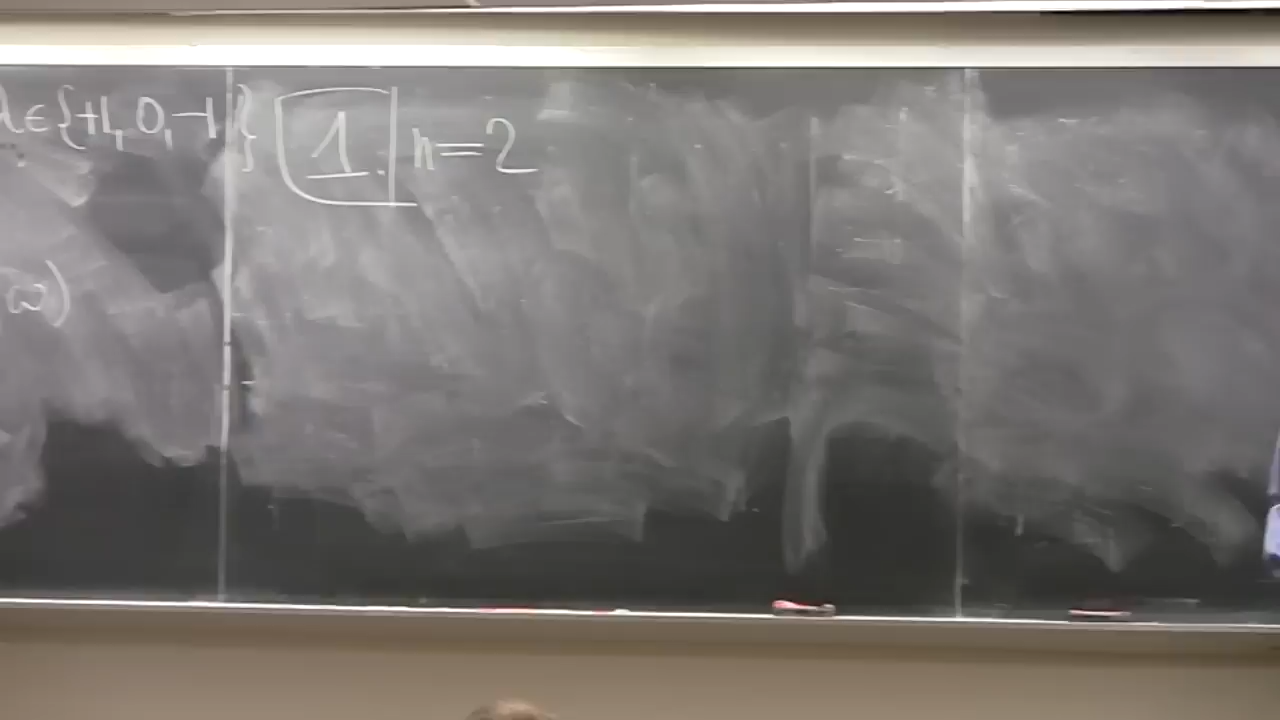 λ∈{+1, 0, -1}
1. n=2
ω)